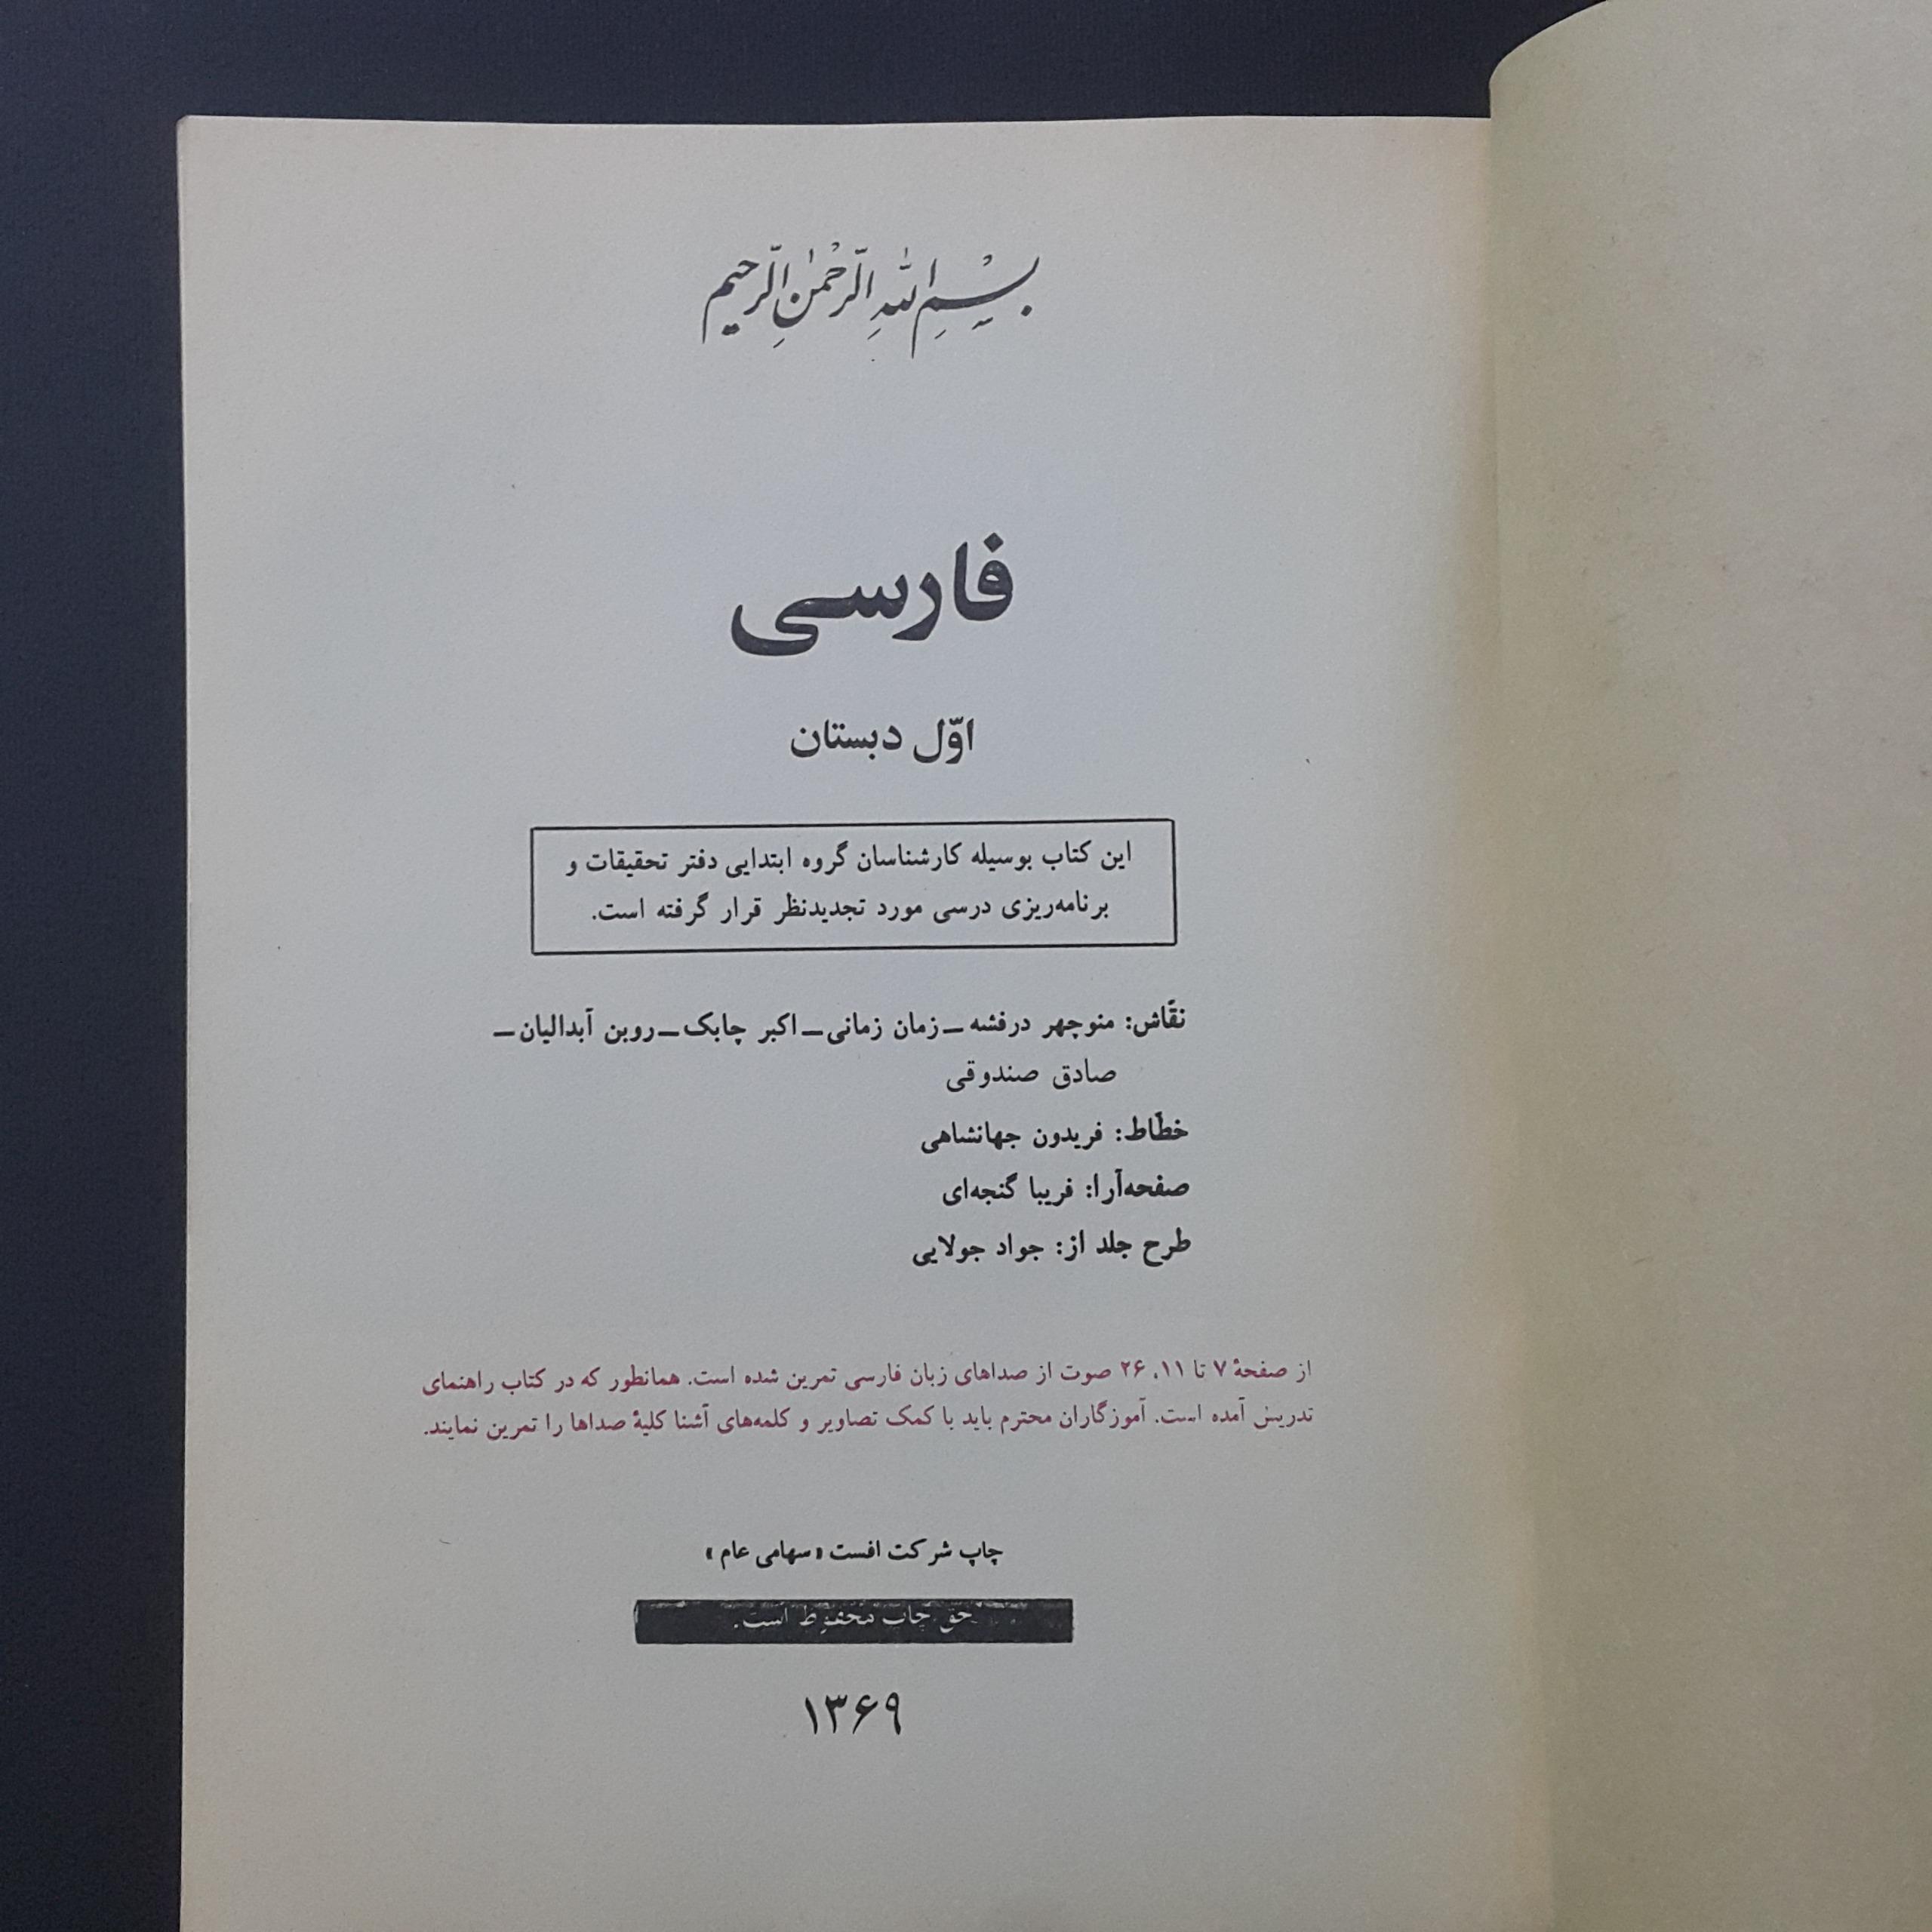 بِسْمِ اللهِ الرَّحْمٰنِ الرَّحیم
فارسی
اوّل دبستان
این کتاب بوسیله کارشناسان گروه ابتدایی دفتر تحقیقات و
برنامه‌ریزی درسی مورد تجدیدنظر قرار گرفته است.
نقّاش: منوچهر درفشه ـ زمان زمانی ـ اکبر چابک ـ روبن آبدالیان ـ
صادق صندوقی
خطّاط: فریدون جهانشاهی
صفحه‌آرا: فریبا گنجه‌ای
طرح جلد از: جواد جولایی
از صفحهٔ ۷ تا ۱۱، ۲۶ صوت از صداهای زبان فارسی تمرین شده است. همانطور که در کتاب راهنمای
تدریس آمده است. آموزگاران محترم باید با کمک تصاویر و کلمه‌های آشنا کلیهٔ صداها را تمرین نمایند.
چاپ شرکت افست «سهامی عام»
حق چاپ محفوظ است.
۱۳۶۹